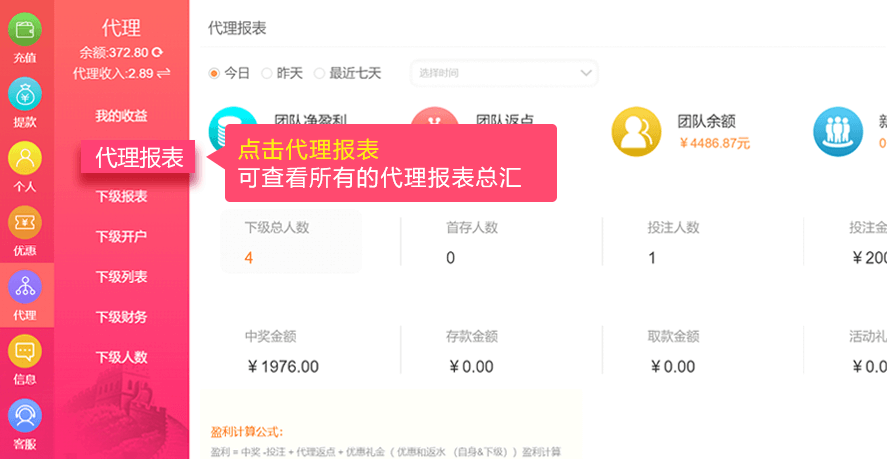 充值
提款
个人
优惠
代理
信息
客服
代理
余额:372.80
代理收入:2.89
我的收益
代理报表
下级报表
下级开户
下级列表
下级财务
下级人数
代理报表
今日
昨天
最近七天
选择时间
团队净盈利
团队返点
团队余额
￥4486.87元
点击代理报表
可查看所有的代理报表总汇
下级总人数
4
首存人数
0
投注人数
1
投注金
￥200
中奖金额
￥1976.00
存款金额
￥0.00
取款金额
￥0.00
活动礼
￥0.0
盈利计算公式:
盈利 = 中奖 -投注 + 代理返点 + 优惠礼金（ 优惠和返水 （自身&下级））盈利计算